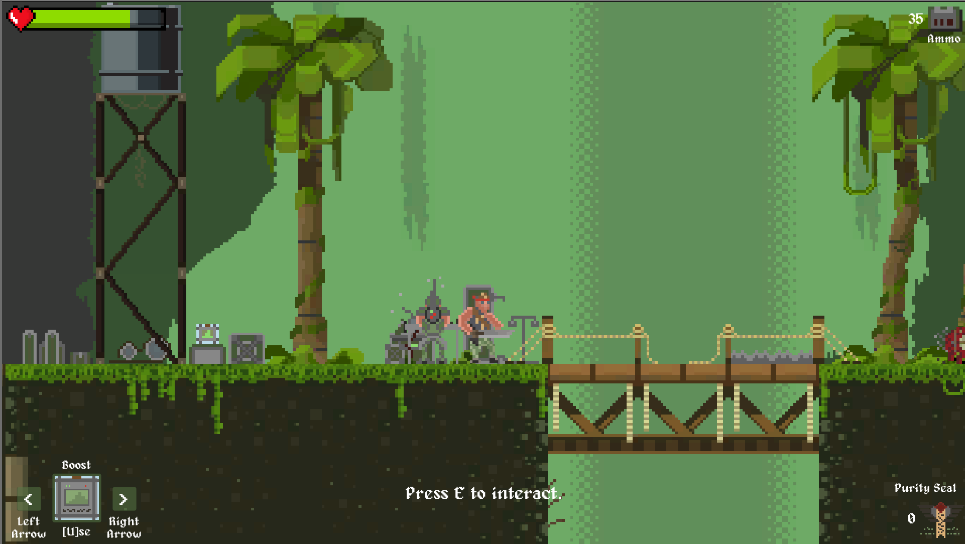 35
Ammo
Press E to interact.
Boost
Left Arrow
[U]se
Right Arrow
Purity Seal
0